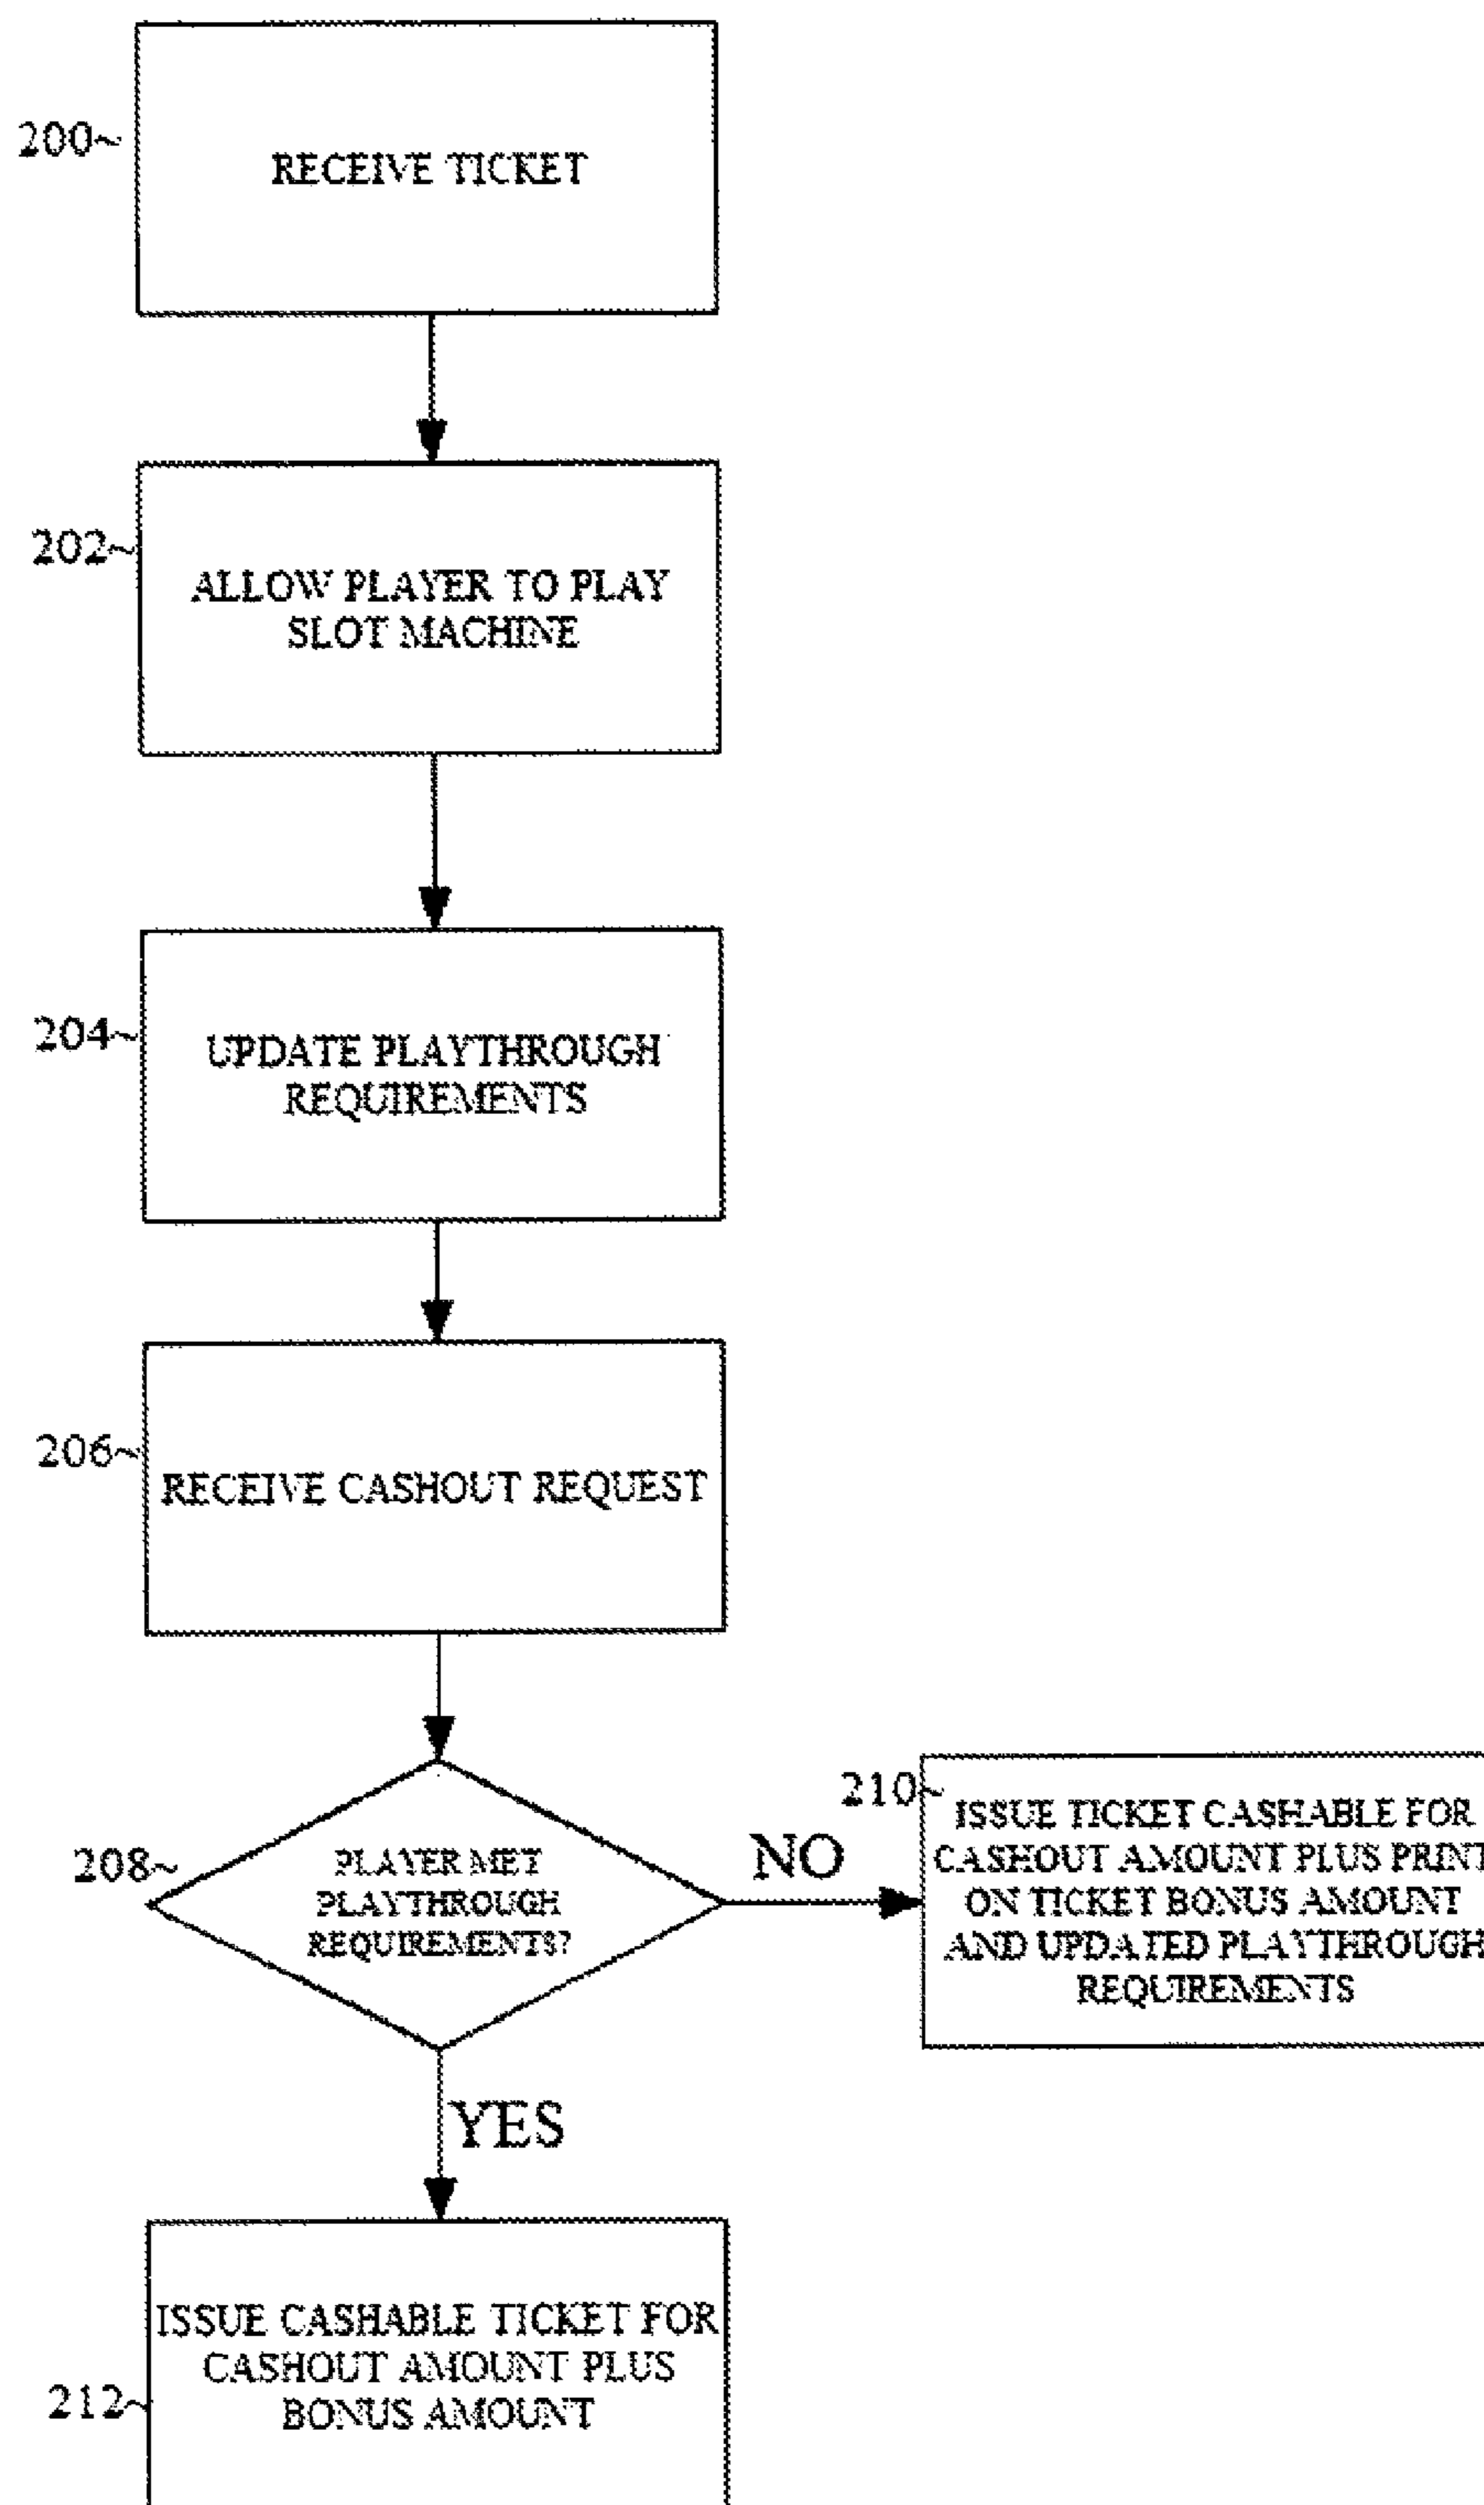 200~
RECEIVE TICKET
202~
ALLOW PLAYER TO PLAY
SLOT MACHINE
204~
UPDATE PLAYTHROUGH
REQUIREMENTS
206~
RECEIVE CASHOUT REQUEST
208~
PLAYER MET
PLAYTHROUGH
REQUIREMENTS?
NO
210~
ISSUE TICKET CASHABLE FOR
CASHOUT AMOUNT PLUS PRINT
ON TICKET BONUS AMOUNT
AND UPDATED PLAYTHROUGH
REQUIREMENTS
YES
212~
ISSUE CASHABLE TICKET FOR
CASHOUT AMOUNT PLUS
BONUS AMOUNT